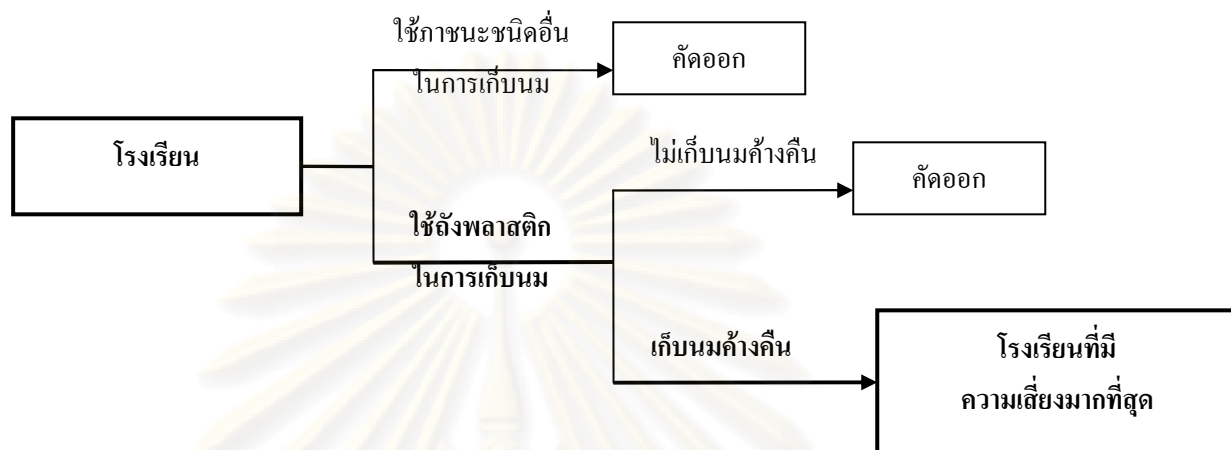 ใช้ภาชนะชนิดอื่น
ในการเก็บนม
คัดออก
โรงเรียน
ไม่เก็บนมค้างคืน
คัดออก
ใช้ถังพลาสติก
ในการเก็บนม
เก็บนมค้างคืน
โรงเรียนที่มี
ความเสี่ยงมากที่สุด